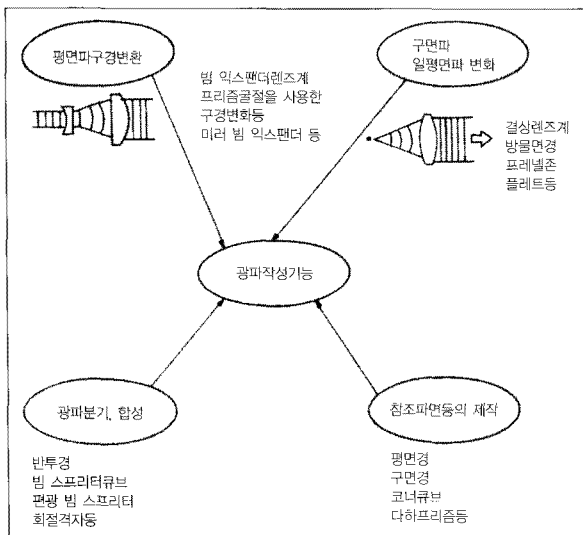 평면파구경변환
빔 익스팬더렌즈계
프리즘굴절을 사용한
구경변화등
미러 빔 익스팬더 등
구면파
일평면파 변화
결상렌즈계
방물면경
프레넬존
플레트등
광파작성기능
광파분기, 합성
반투경
빔 스프리터큐브
편광 빔 스프리터
회절격자등
참조파면등의 제작
평면경
구면경
코너큐브
다하프리즘등